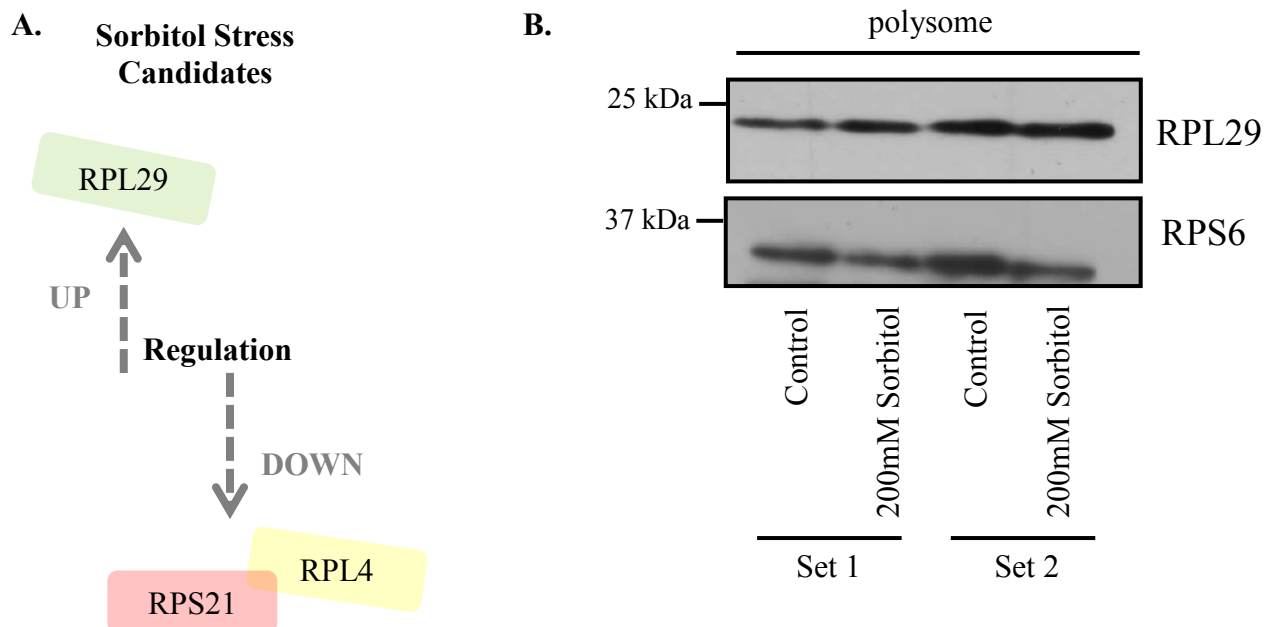 A.
Sorbitol Stress
Candidates
RPL29
UP
Regulation
DOWN
RPL4
RPS21
B.
polysome
25 kDa
RPL29
37 kDa
RPS6
Control
200mM Sorbitol
Control
200mM Sorbitol
Set 1
Set 2